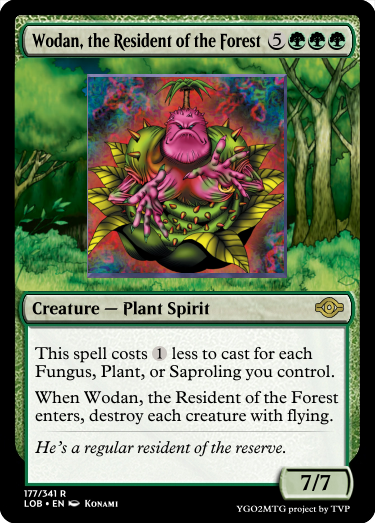 Wodan, the Resident of the Forest 5
Creature — Plant Spirit
This spell costs 1 less to cast for each
Fungus, Plant, or Saproling you control.
When Wodan, the Resident of the Forest
enters, destroy each creature with flying.
He's a regular resident of the reserve.
7/7
177/341 R
LOB • EN Konami
YGO2MTG project by TVP